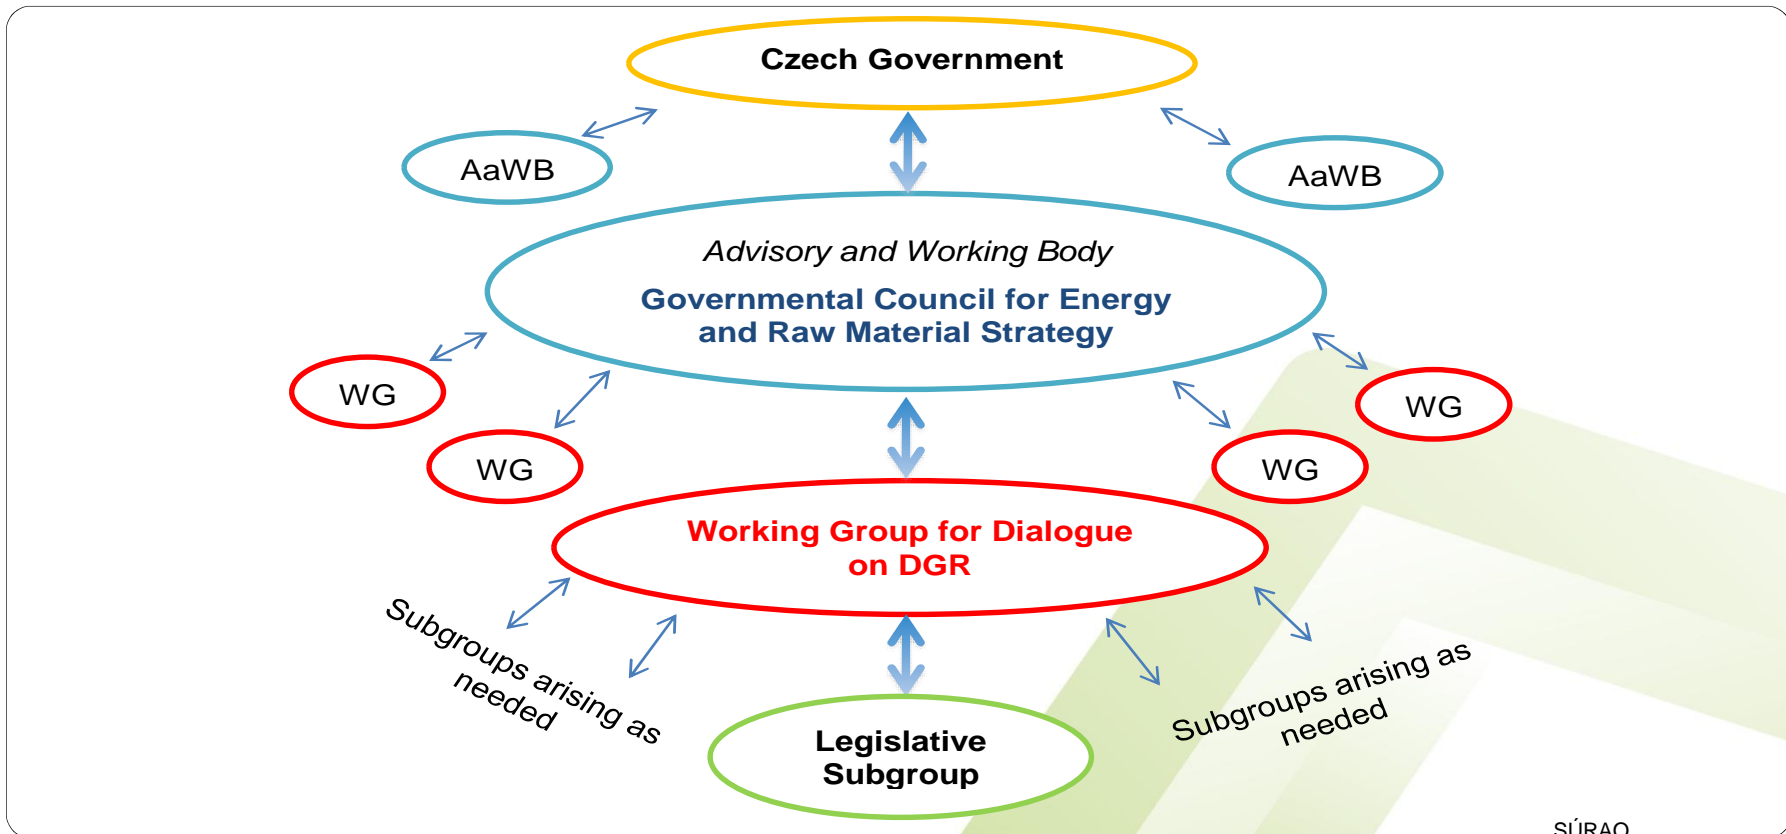 Czech Government
AaWB
AaWB
Advisory and Working Body
Governmental Council for Energy
and Raw Material Strategy
WG
WG
WG
WG
Working Group for Dialogue
on DGR
Subgroups arising as
needed
Subgroups arising as
needed
Legislative
Subgroup
SÚRAO